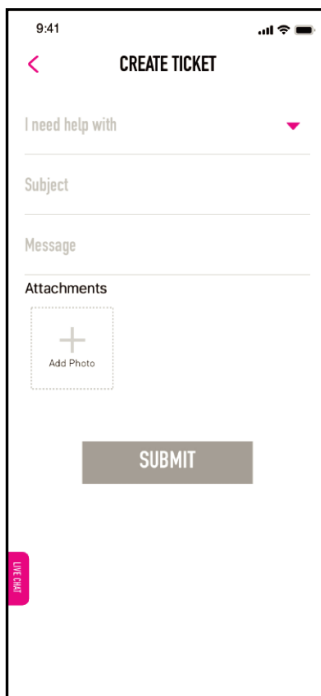 9:41
CREATE TICKET
I need help with
Subject
Message
Attachments
Add Photo
SUBMIT
LIVE CHAT